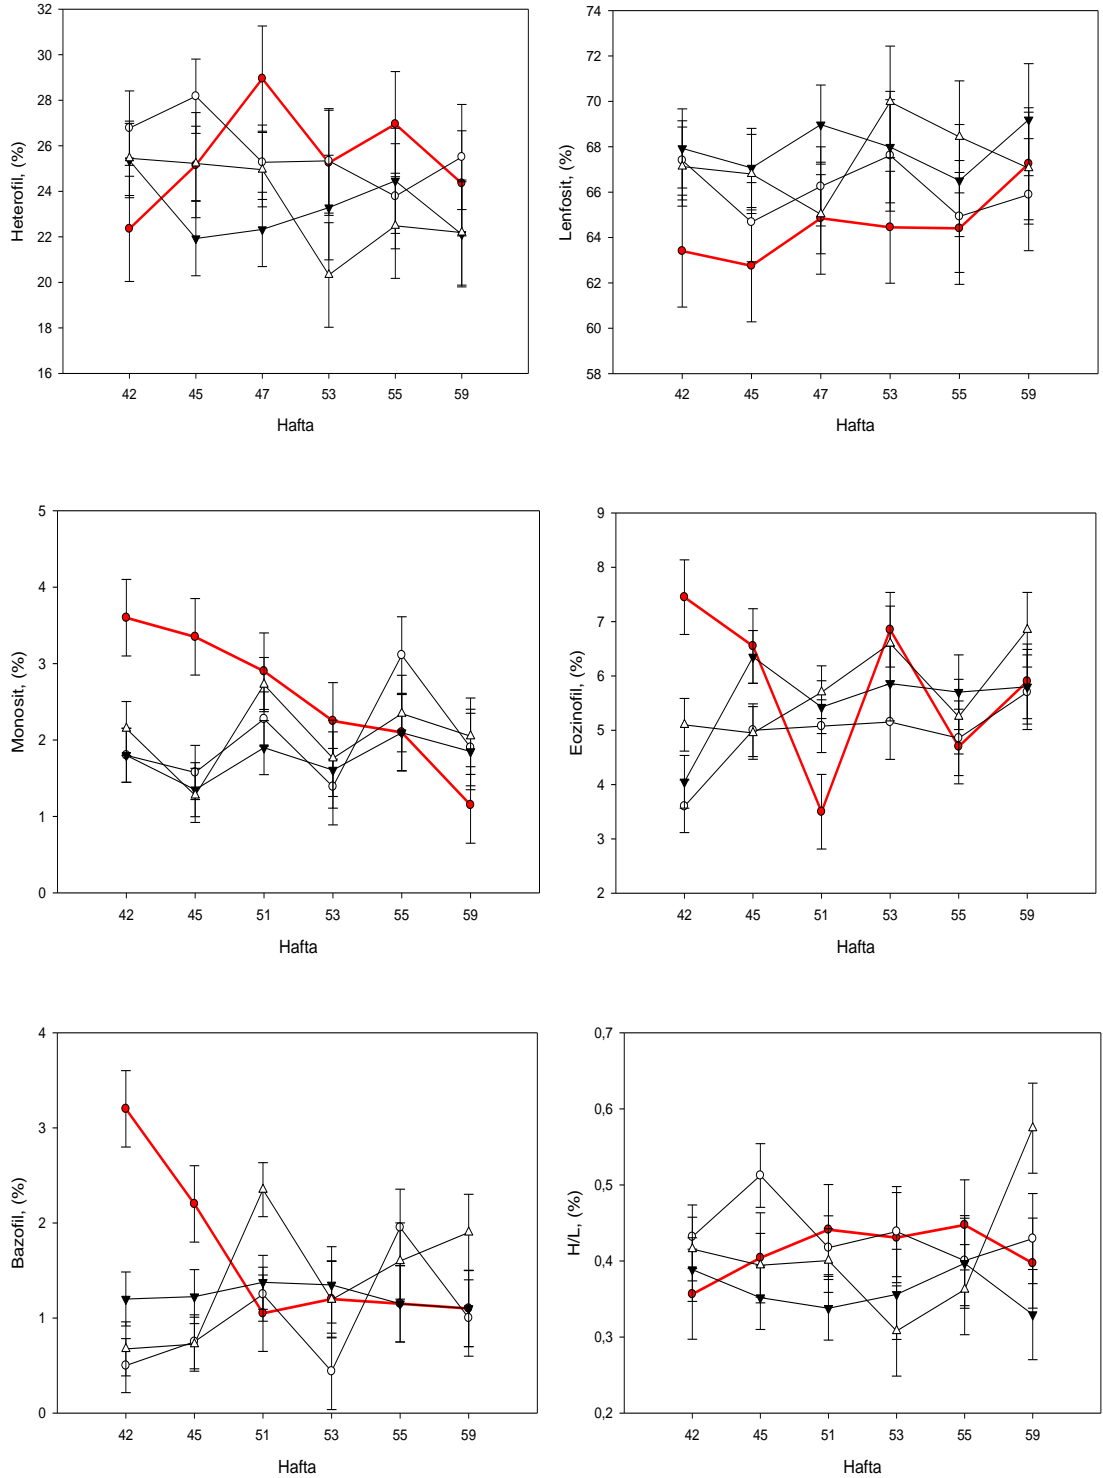 32
30
28
26
24
22
20
18
16
Heterofil, (%)
42 45 47 53 55 59
Hafta
74
72
70
68
66
64
62
60
58
Lenfosit, (%)
42 45 47 53 55 59
Hafta
5
4
3
2
1
0
Monosit, (%)
42 45 51 53 55 59
Hafta
9
8
7
6
5
4
3
2
Eozinofil, (%)
42 45 51 53 55 59
Hafta
4
3
2
1
0
Bazofil, (%)
42 45 51 53 55 59
Hafta
0,7
0,6
0,5
0,4
0,3
0,2
H/L, (%)
42 45 51 53 55 59
Hafta